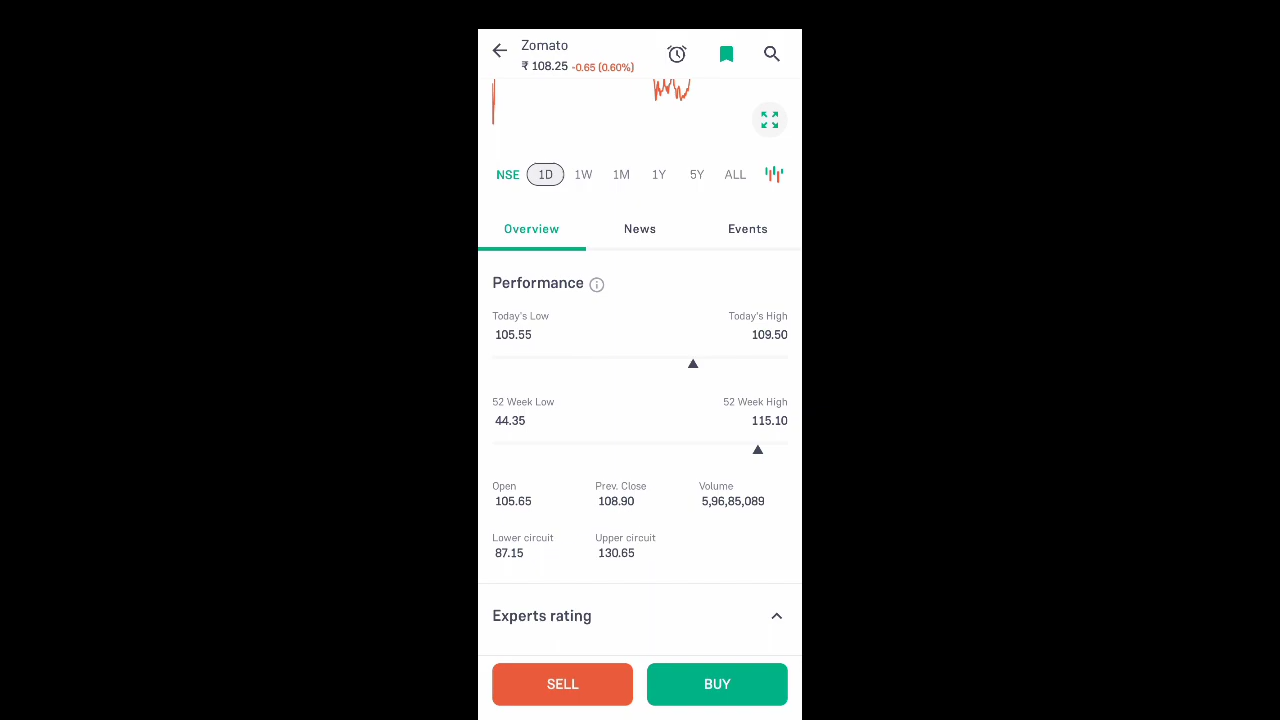 Zomato
₹ 108.25 -0.65 (0.60%)
NSE 1D 1W 1M 1Y 5Y ALL
Overview News Events
Performance
Today's Low Today's High
105.55 109.50
52 Week Low 52 Week High
44.35 115.10
Open Prev. Close Volume
105.65 108.90 5,96,85,089
Lower circuit Upper circuit
87.15 130.65
Experts rating
SELL BUY